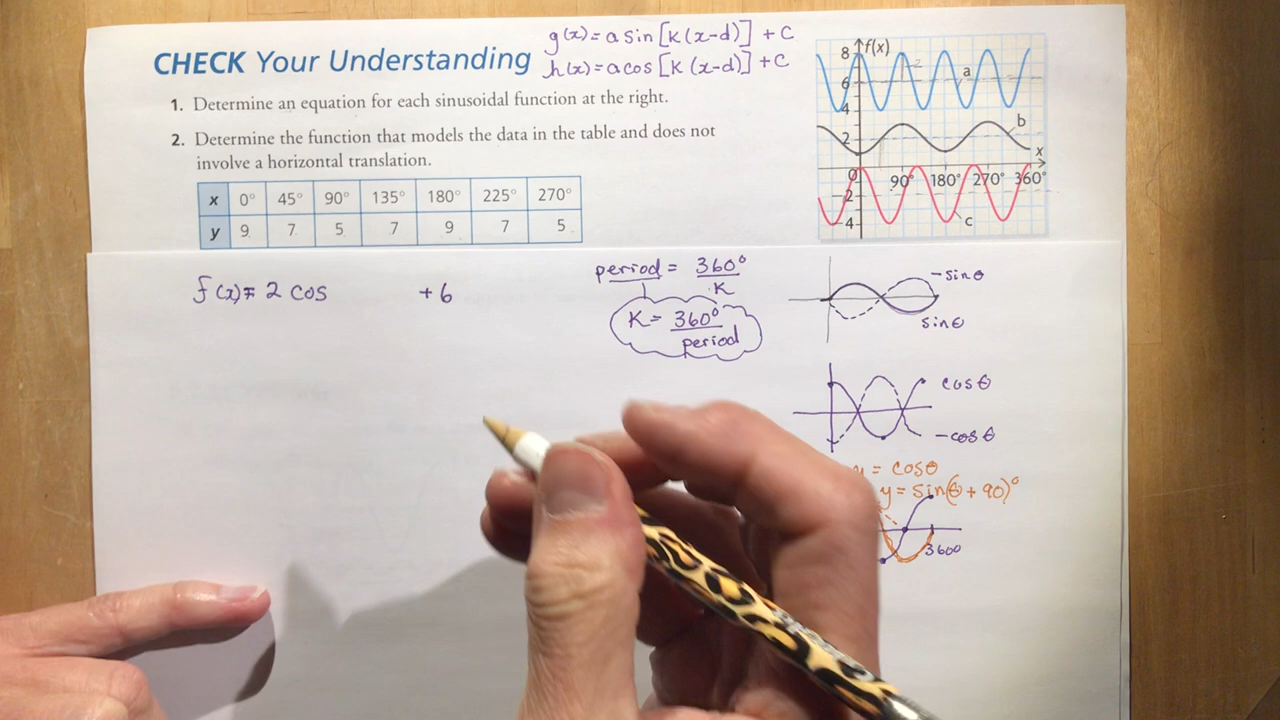 g(x) = a sin [k(x-d)] + c
CHECK Your Understanding
h(x) = a cos [k(x-d)] + c
1. Determine an equation for each sinusoidal function at the right.
2. Determine the function that models the data in the table and does not
involve a horizontal translation.
x 0° 45° 90° 135° 180° 225° 270°
y 9 7 5 7 9 7 5
8 f(x)
6 a
4
2 b
x
0 90° 180° 270° 360°
-2
-4 c
f(x) = 2 cos + 6
period = 360°
K
K = 360°
period
-sinθ
sinθ
cosθ
-cosθ
= cosθ
y = sin(θ + 90)°
360°